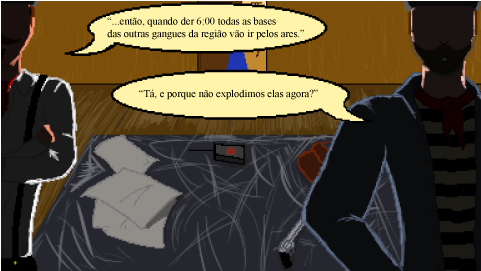 “...então, quando der 6:00 todas as bases
das outras gangues da região vão ir pelos ares.”
“Tá, e porque não explodimos elas agora?”